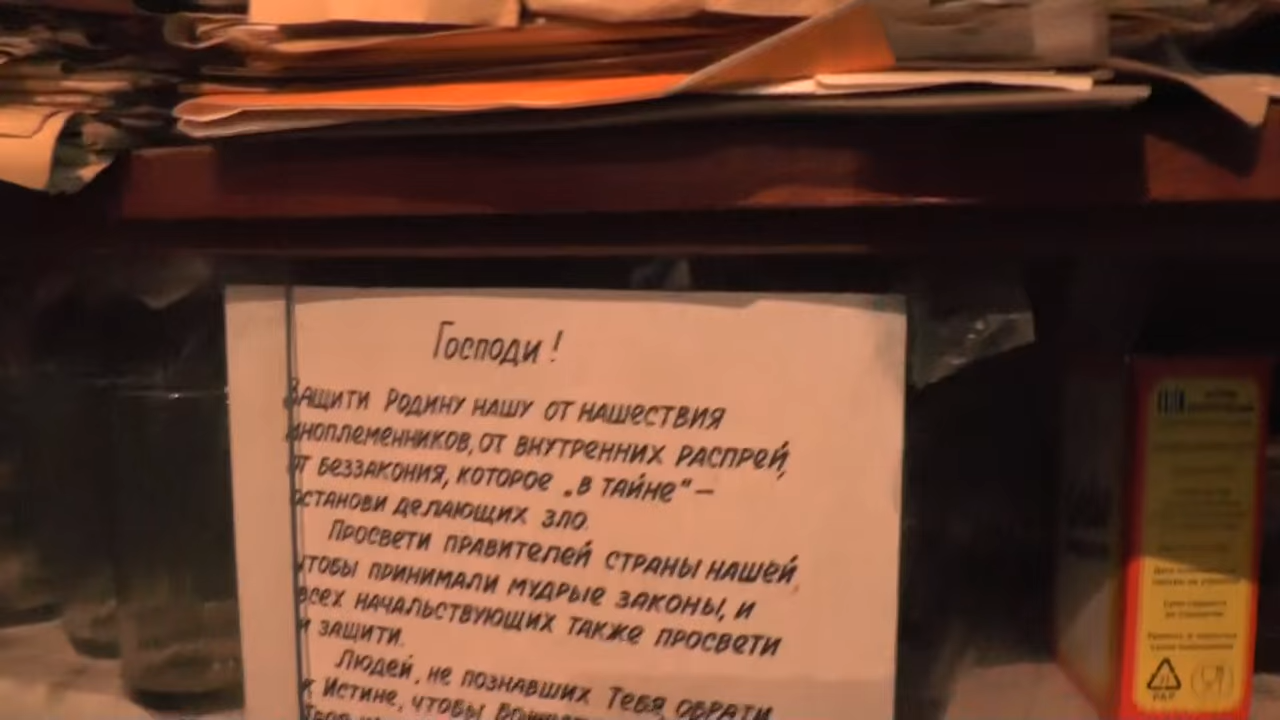 Господи!
Защити Родину нашу от нашествия
иноплеменников, от внутренних распрей,
от беззакония, которое „в тайне“ –
останови делающих зло.
Просвети правителей страны нашей,
чтобы принимали мудрые законы, и
всех начальствующих также просвети
и защити.
Людей, не познавших Тебя, обрати
к Истине, чтобы
PAP